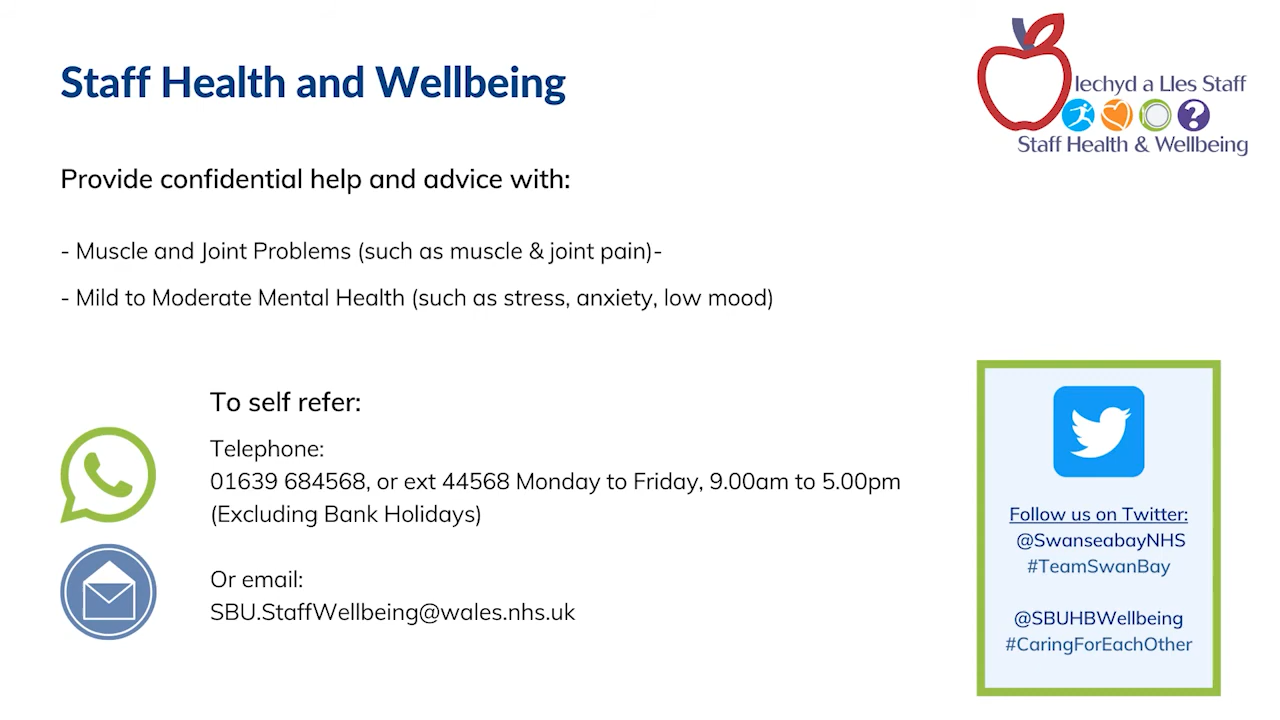 Staff Health and Wellbeing
Iechyd a Lles Staff
?
Staff Health & Wellbeing
Provide confidential help and advice with:
- Muscle and Joint Problems (such as muscle & joint pain)-
- Mild to Moderate Mental Health (such as stress, anxiety, low mood)
To self refer:
Telephone:
01639 684568, or ext 44568 Monday to Friday, 9.00am to 5.00pm
(Excluding Bank Holidays)
Or email:
SBU.StaffWellbeing@wales.nhs.uk
Follow us on Twitter:
@SwanseabayNHS
#TeamSwanBay
@SBUHBWellbeing
#CaringForEachOther